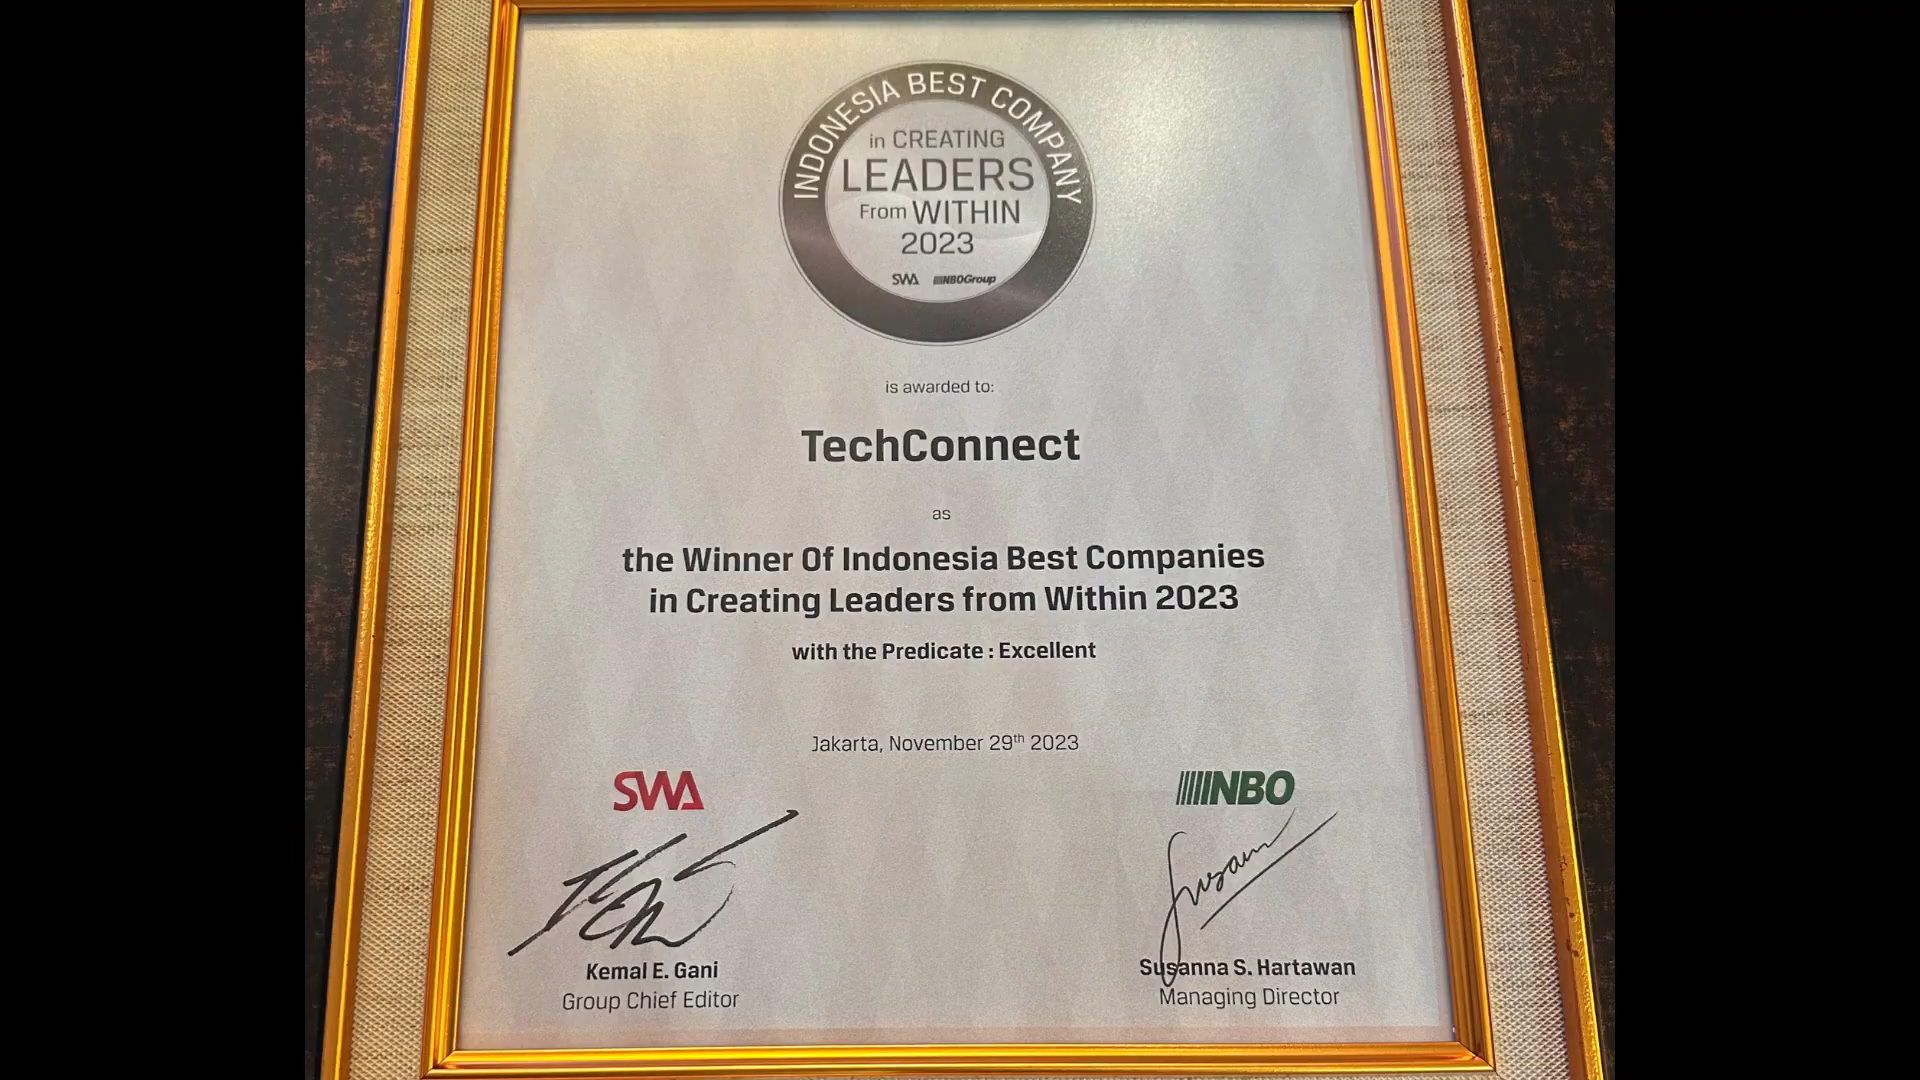 INDONESIA BEST COMPANY
in CREATING
LEADERS
From WITHIN
2023
SWA NBOGroup
is awarded to:
TechConnect
as
the Winner Of Indonesia Best Companies
in Creating Leaders from Within 2023
with the Predicate : Excellent
Jakarta, November 29th 2023
SWA NBO
Susan
Kemal E. Gani Susanna S. Hartawan
Group Chief Editor Managing Director